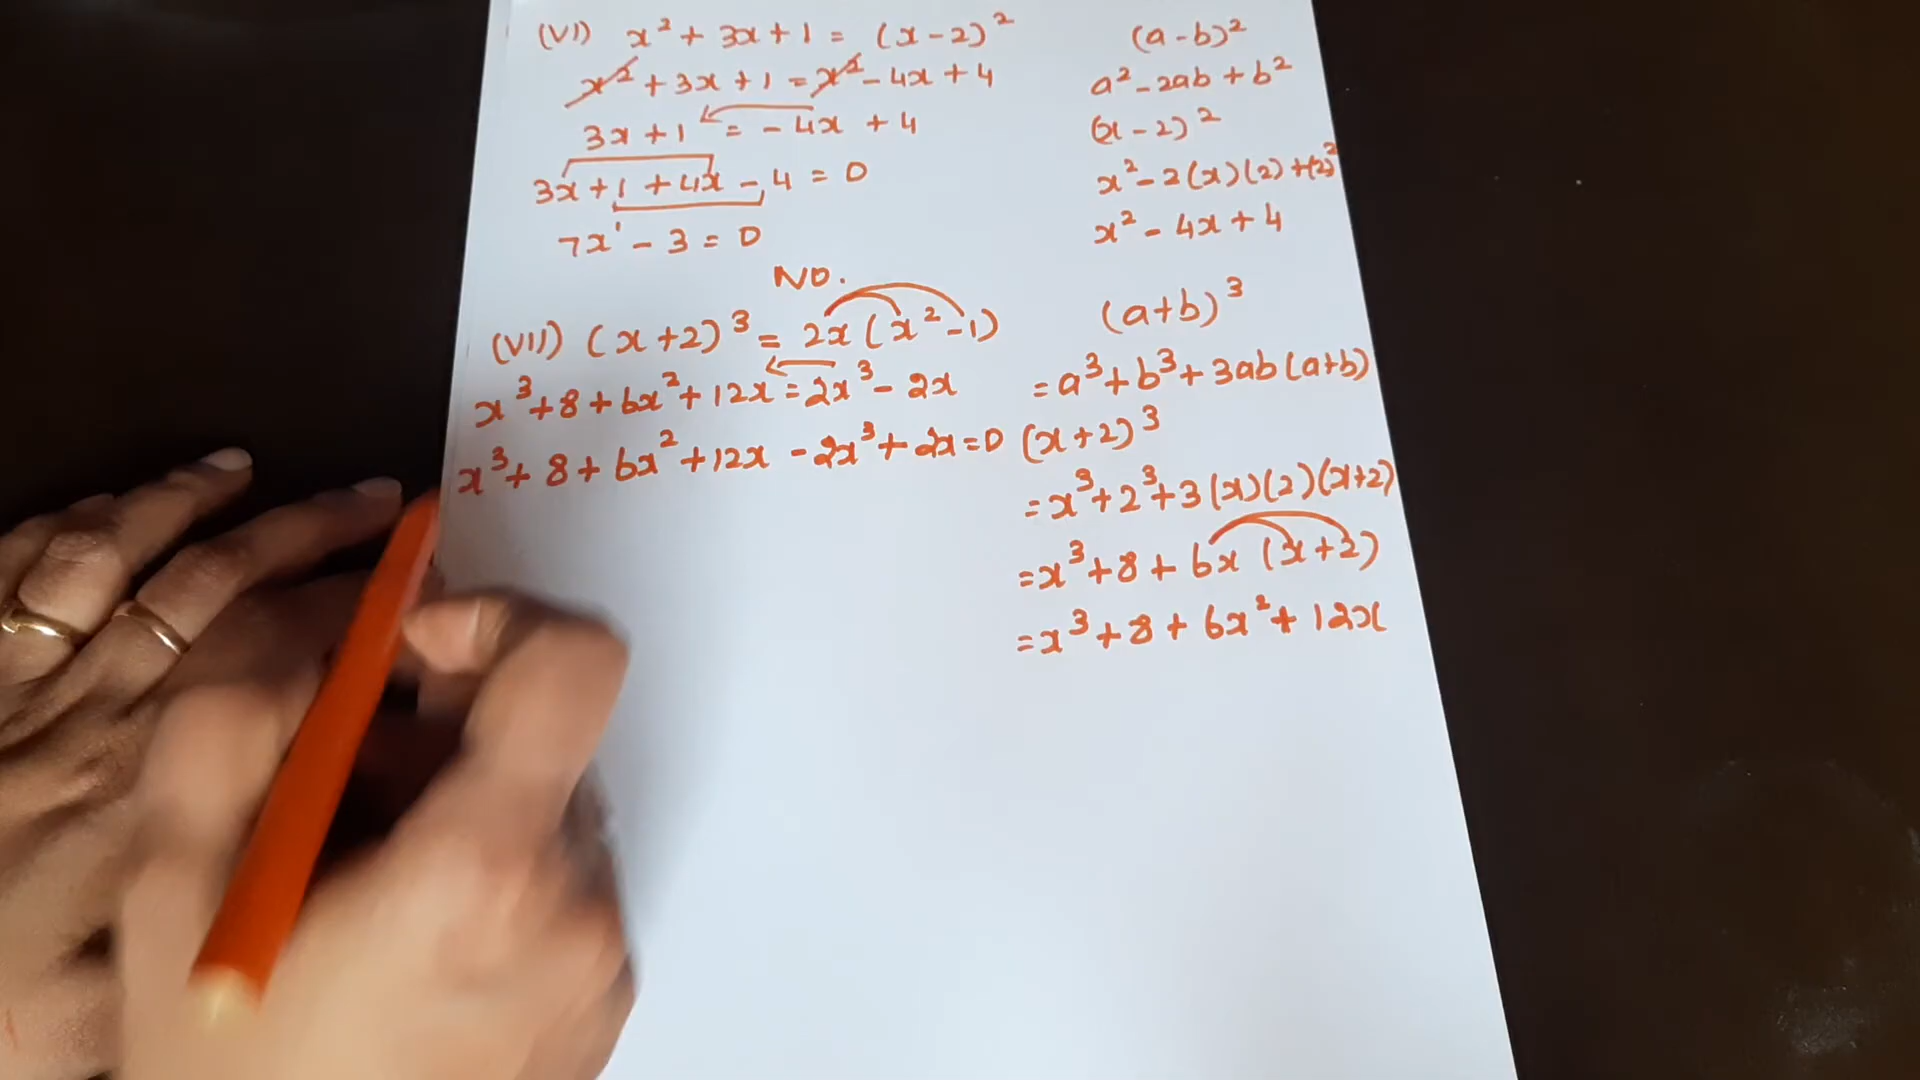 (VI) x² + 3x + 1 = (x - 2)²
x² + 3x + 1 = x² - 4x + 4
3x + 1 = - 4x + 4
3x + 1 + 4x - 4 = 0
7x' - 3 = 0
NO.
(a - b)²
a² - 2ab + b²
(x - 2)²
x² - 2(x)(2) + (2)²
x² - 4x + 4
(VII) (x + 2)³ = 2x(x² - 1)
x³ + 8 + 6x² + 12x = 2x³ - 2x
x³ + 8 + 6x² + 12x - 2x³ + 2x = 0
(a + b)³
= a³ + b³ + 3ab(a + b)
(x + 2)³
= x³ + 2³ + 3(x)(2)(x + 2)
= x³ + 8 + 6x (x + 2)
= x³ + 8 + 6x² + 12x